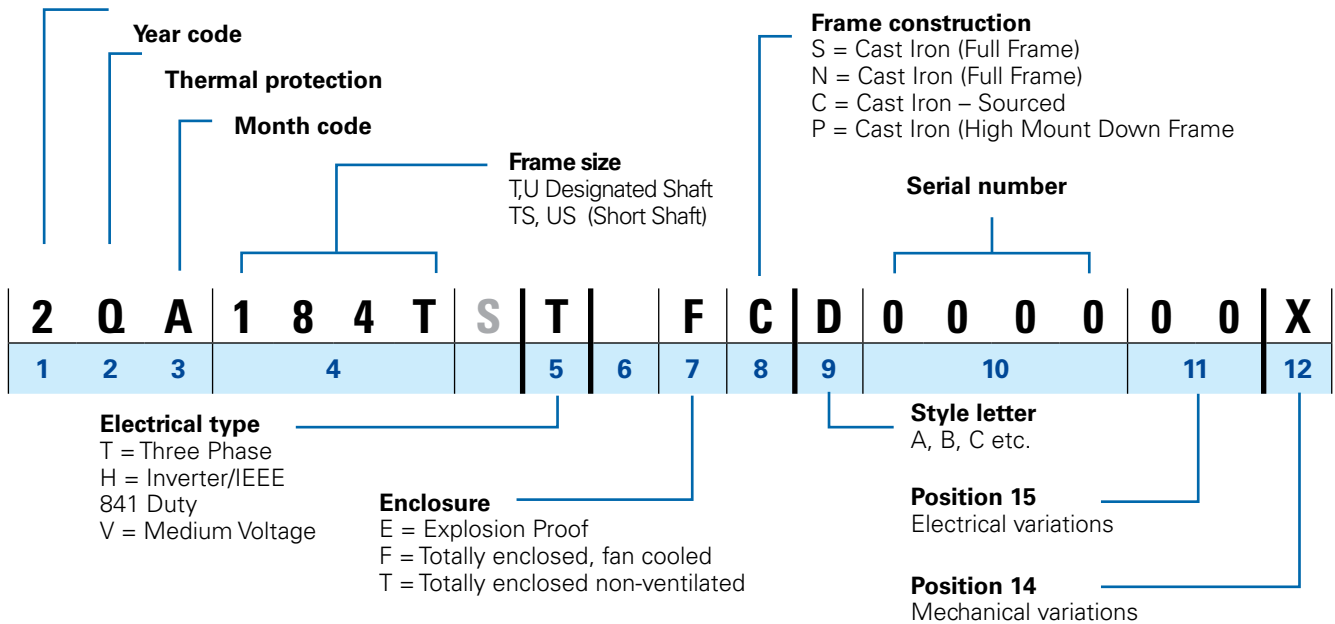 Year code
Thermal protection
Month code
Frame size
T,U Designated Shaft
TS, US (Short Shaft)
Frame construction
S = Cast Iron (Full Frame)
N = Cast Iron (Full Frame)
C = Cast Iron – Sourced
P = Cast Iron (High Mount Down Frame
Serial number
2 Q A 1 8 4 T S T F C D 0 0 0 0 0 0 X
1 2 3 4 5 6 7 8 9 10 11 12
Electrical type
T = Three Phase
H = Inverter/IEEE
841 Duty
V = Medium Voltage
Enclosure
E = Explosion Proof
F = Totally enclosed, fan cooled
T = Totally enclosed non-ventilated
Style letter
A, B, C etc.
Position 15
Electrical variations
Position 14
Mechanical variations